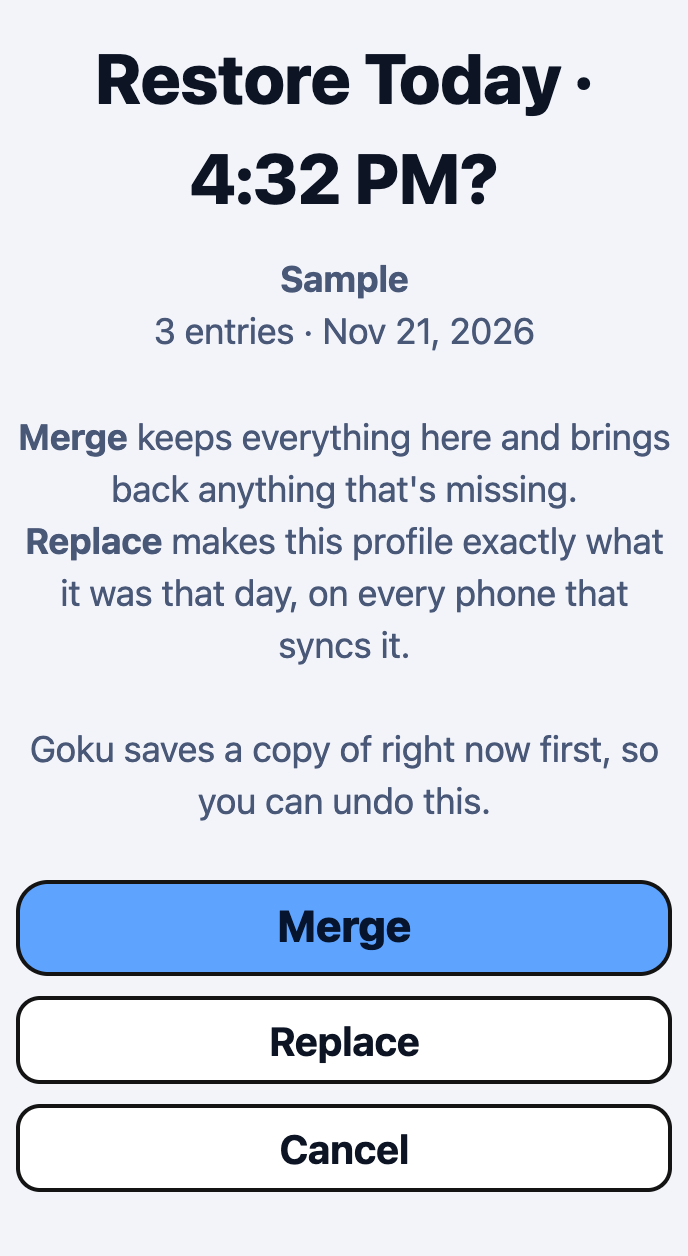 Restore Today ·
4:32 PM?
Sample
3 entries · Nov 21, 2026
Merge keeps everything here and brings
back anything that's missing.
Replace makes this profile exactly what
it was that day, on every phone that
syncs it.
Goku saves a copy of right now first, so
you can undo this.
Merge
Replace
Cancel